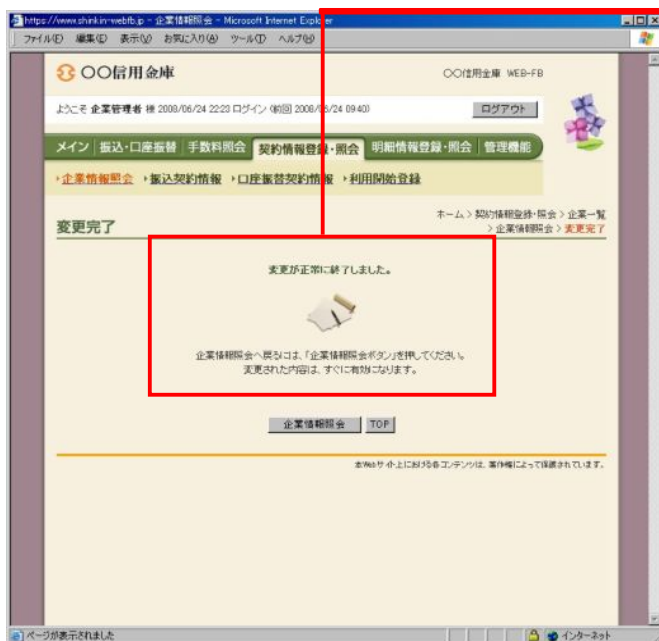 https://www.shinkin-webfb.jp - 企業情報照会 - Microsoft Internet Explorer
ファイル(F) 編集(E) 表示(V) お気に入り(A) ツール(T) ヘルプ(H)
〇〇信用金庫
〇〇信用金庫 WEB-FB
ようこそ 企業管理者 様 2008/06/24 22:23 ログイン (前回 2008/06/24 09:40)
ログアウト
メイン 振込・口座振替 手数料照会 契約情報登録・照会 明細情報登録・照会 管理機能
企業情報照会 振込契約情報 口座振替契約情報 利用開始登録
変更完了
ホーム > 契約情報登録・照会 > 企業一覧
> 企業情報照会 > 変更完了
変更が正常に終了しました。
企業情報照会へ戻るには、「企業情報照会ボタン」を押してください。
変更された内容は、すぐに有効になります。
企業情報照会 TOP
本Webサイト上における各コンテンツは、著作権によって保護されています。
ページが表示されました
インターネット